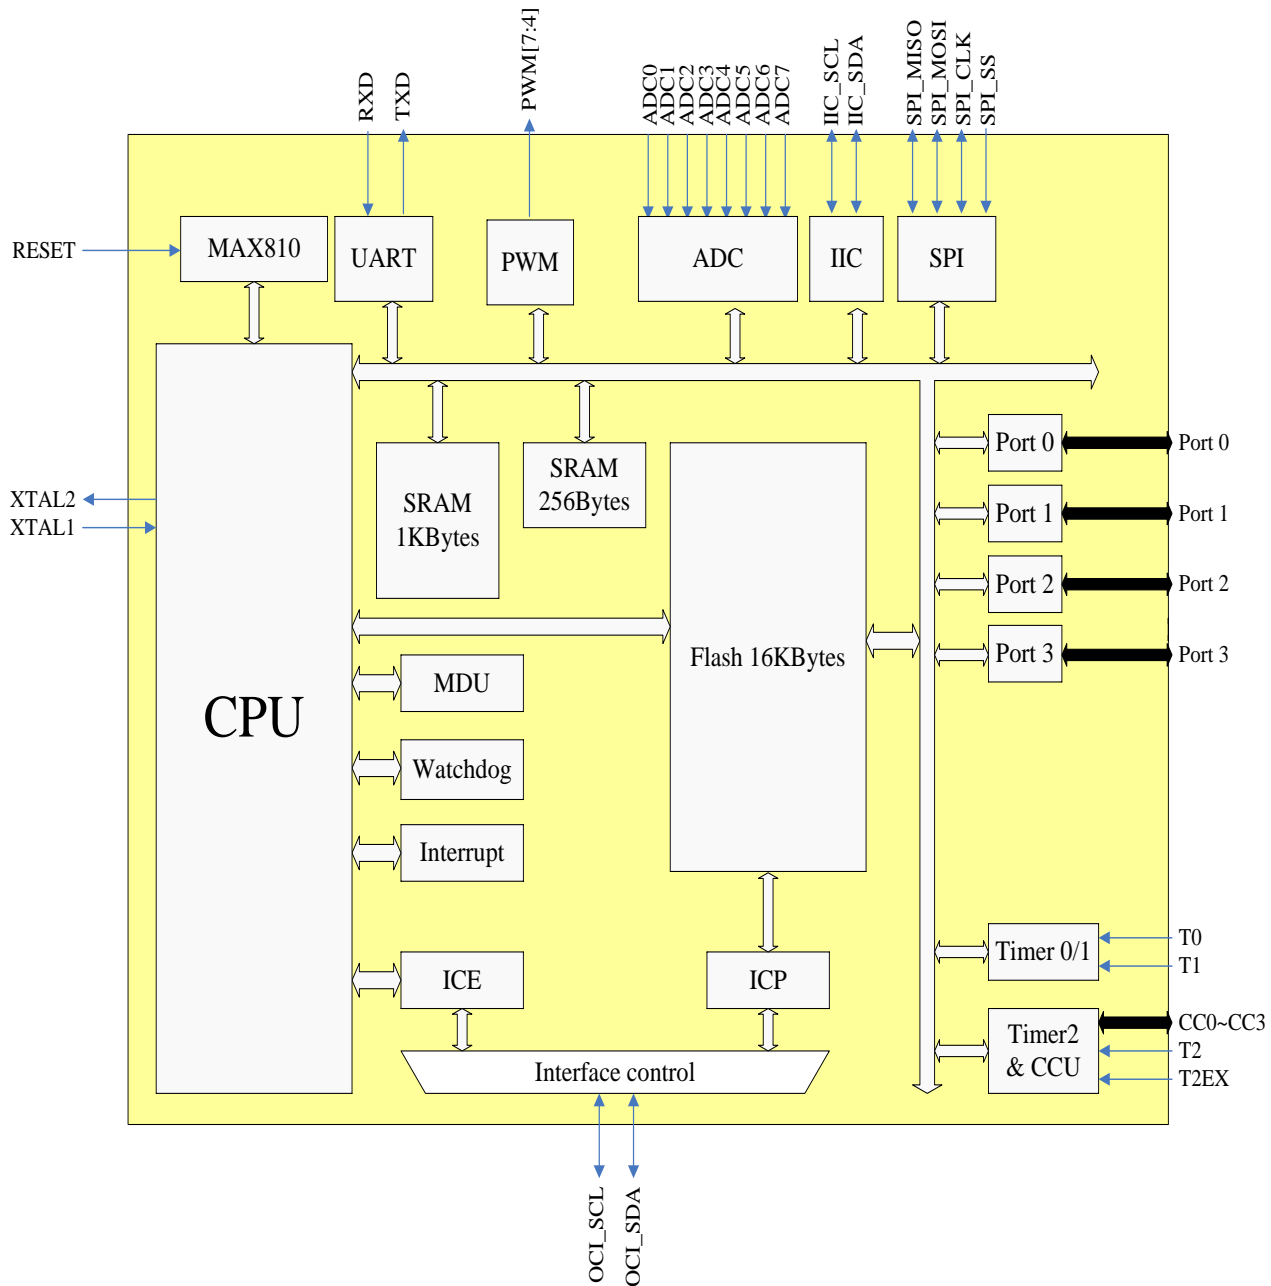 RXD
TXD
PWM[7:4]
ADC0
ADC1
ADC2
ADC3
ADC4
ADC5
ADC6
ADC7
IIC_SCL
IIC_SDA
SPI_MISO
SPI_MOSI
SPI_CLK
SPI_SS
RESET
MAX810
UART
PWM
ADC
IIC
SPI
XTAL2
XTAL1
CPU
SRAM
1KBytes
SRAM
256Bytes
Flash 16KBytes
Port 0
Port 0
Port 1
Port 1
Port 2
Port 2
Port 3
Port 3
MDU
Watchdog
Interrupt
ICE
ICP
Interface control
Timer 0/1
T0
T1
Timer2
& CCU
CC0~CC3
T2
T2EX
OCI_SCL
OCI_SDA